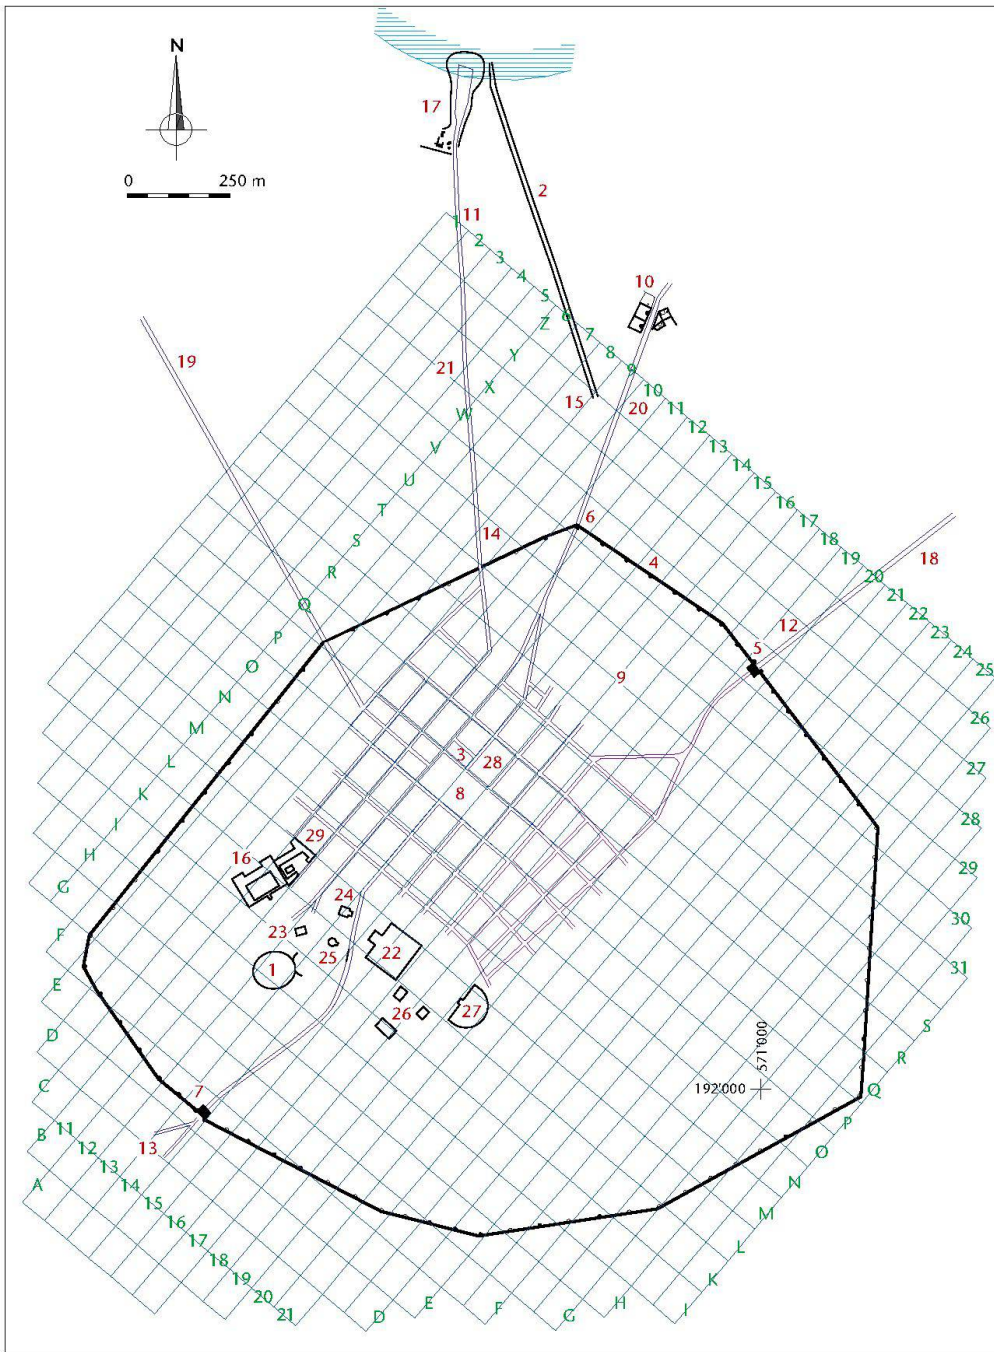 N
0 250 m
17
2
11
1
2
3
4
5
6
7
8
9
10
11
12
13
14
15
16
17
18
19
20
21
22
23
24
25
26
27
28
29
30
31
10
19
21
15
20
Z
Y
X
W
V
U
T
S
R
Q
P
O
N
M
L
K
I
H
G
F
E
D
C
B
A
14
6
4
18
12
5
9
3
28
8
29
16
24
23
25
22
1
26
27
7
13
571'000
192'000
11
12
13
14
15
16
17
18
19
20
21
D
E
F
G
H
I
K
L
M
N
O
P
Q
R
S